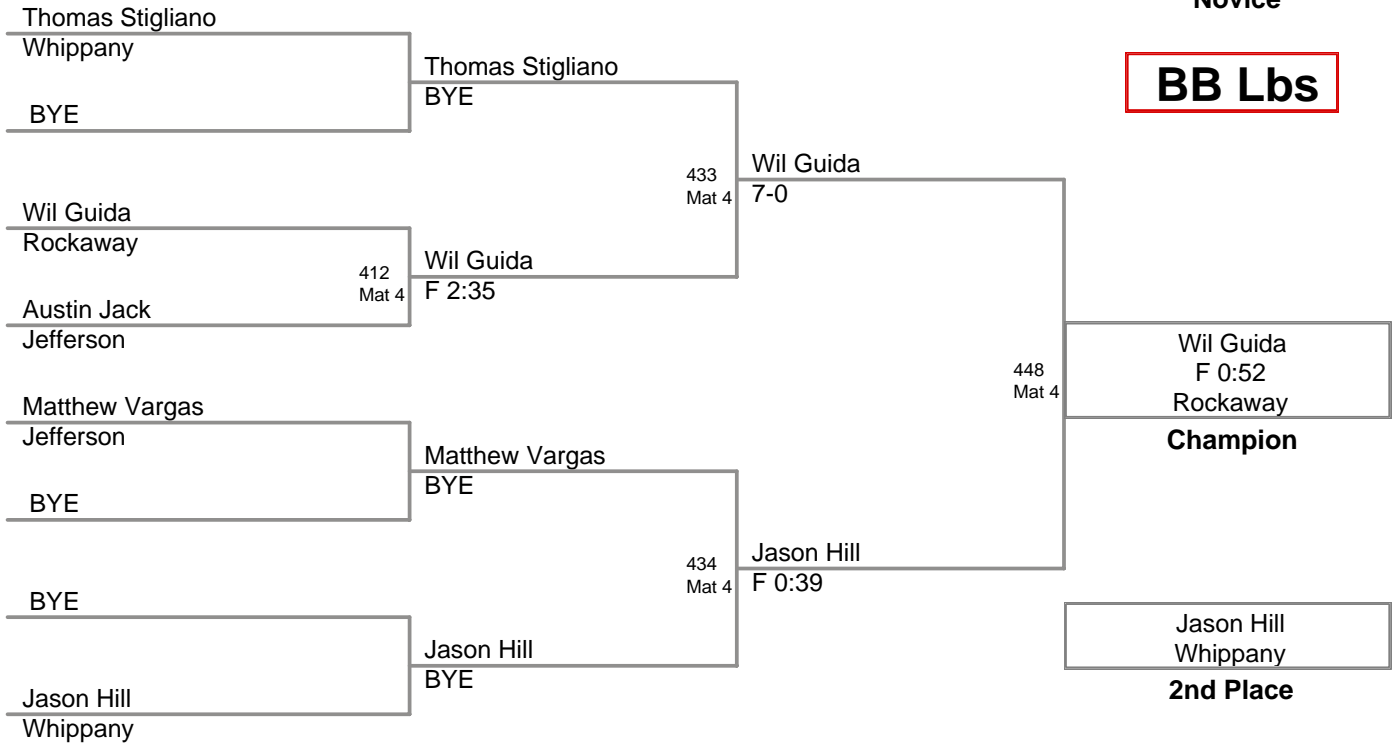 Novice
BB Lbs
Thomas Stigliano
Whippany
BYE
Wil Guida
Rockaway
Austin Jack
Jefferson
Matthew Vargas
Jefferson
BYE
BYE
Jason Hill
Whippany
412
Mat 4
Thomas Stigliano
BYE
Wil Guida
F 2:35
Matthew Vargas
BYE
Jason Hill
BYE
433
Mat 4
434
Mat 4
Wil Guida
7-0
Jason Hill
F 0:39
448
Mat 4
Wil Guida
F 0:52
Rockaway
Champion
Jason Hill
Whippany
2nd Place